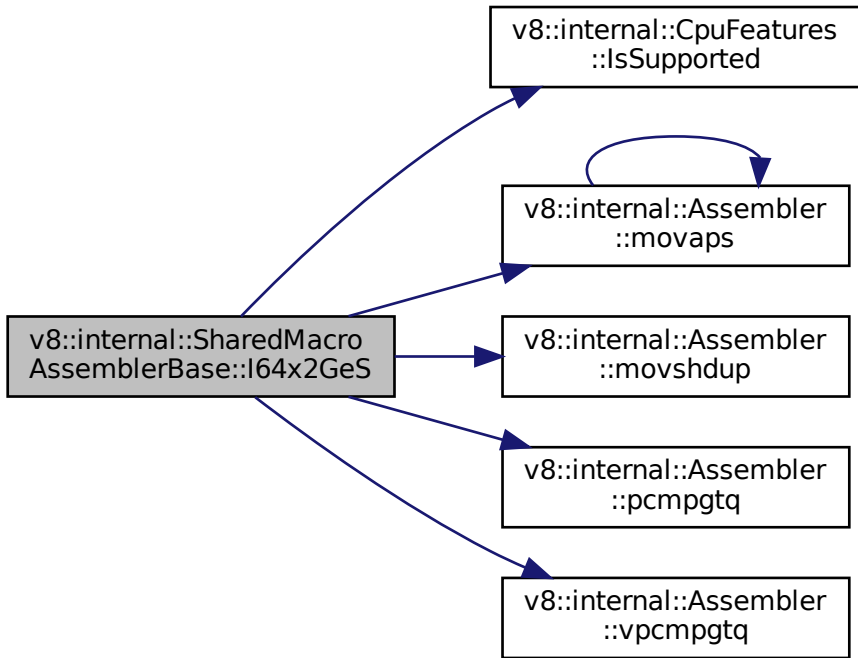 v8::internal::CpuFeatures
::IsSupported
v8::internal::Assembler
::movaps
v8::internal::SharedMacro
AssemblerBase::I64x2GeS
v8::internal::Assembler
::movshdup
v8::internal::Assembler
::pcmpgtq
v8::internal::Assembler
::vpcmpgtq